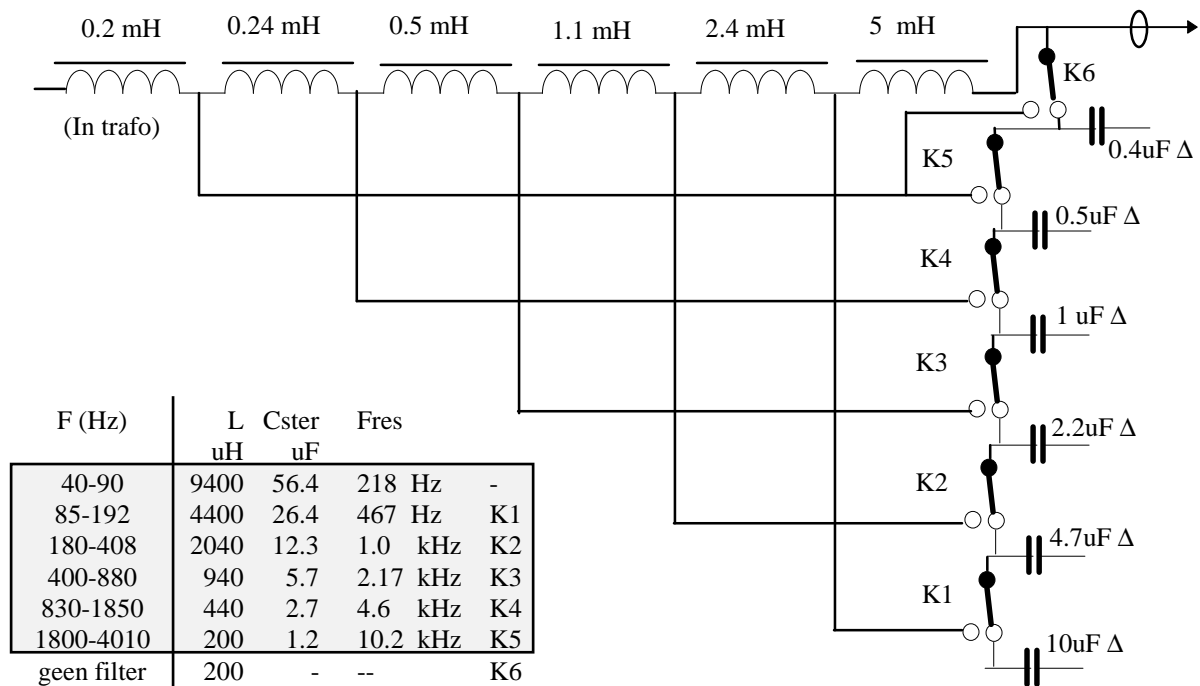 0.2 mH 0.24 mH 0.5 mH 1.1 mH 2.4 mH 5 mH
K6
(In trafo)
0.4uF Δ
K5
0.5uF Δ
K4
1 uF Δ
K3
2.2uF Δ
K2
4.7uF Δ
K1
10uF Δ
F (Hz) L Cster Fres
uH uF
40-90 9400 56.4 218 Hz -
85-192 4400 26.4 467 Hz K1
180-408 2040 12.3 1.0 kHz K2
400-880 940 5.7 2.17 kHz K3
830-1850 440 2.7 4.6 kHz K4
1800-4010 200 1.2 10.2 kHz K5
geen filter 200 - -- K6